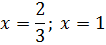 x = 2/3; x = 1